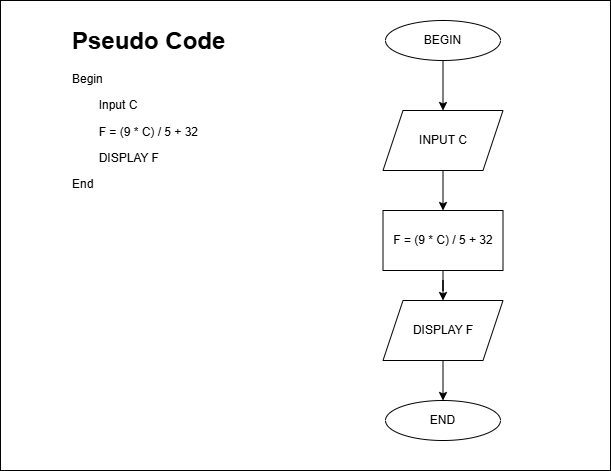 Pseudo Code
Begin
Input C
F = (9 * C) / 5 + 32
DISPLAY F
End
BEGIN
INPUT C
F = (9 * C) / 5 + 32
DISPLAY F
END